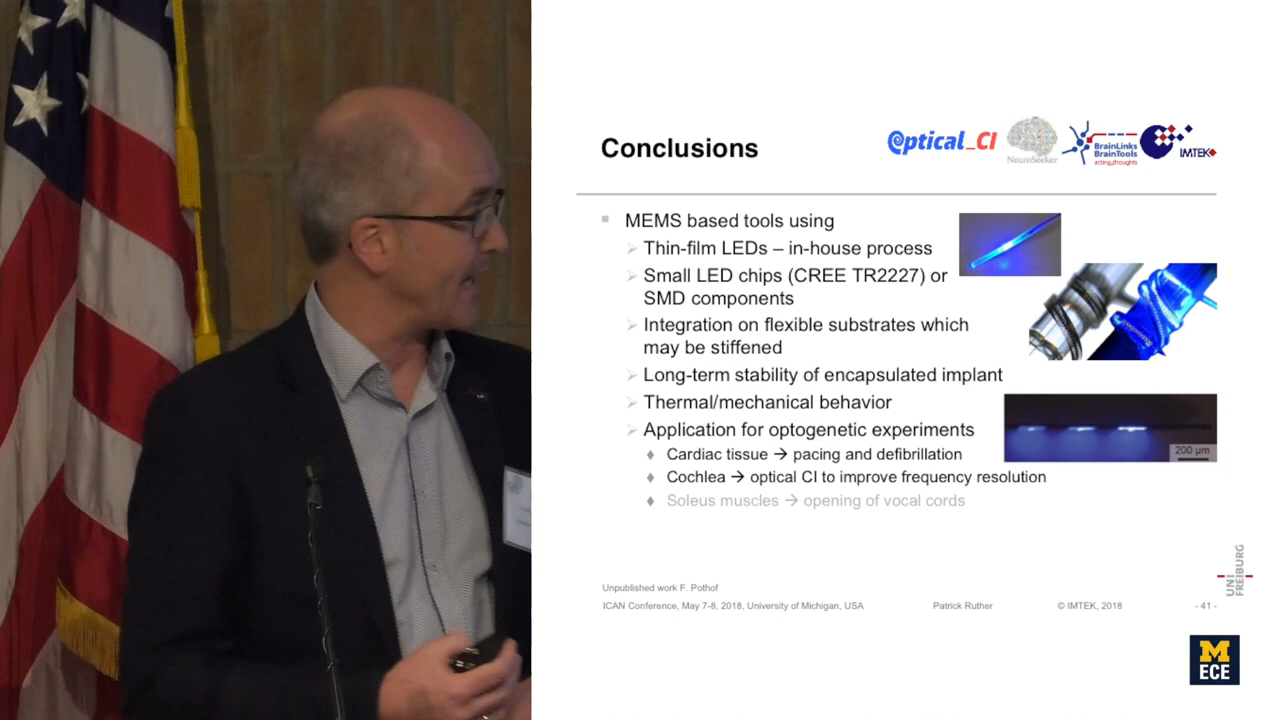 Conclusions
Optical_CI
NEUROSEEKER
BrainLinks
BrainTools
acting_thoughts
IMTEK
MEMS based tools using
Thin-film LEDs – in-house process
Small LED chips (CREE TR2227) or
SMD components
Integration on flexible substrates which
may be stiffened
Long-term stability of encapsulated implant
Thermal/mechanical behavior
Application for optogenetic experiments
200 µm
Cardiac tissue → pacing and defibrillation
Cochlea → optical CI to improve frequency resolution
Soleus muscles → opening of vocal cords
UNI
FREIBURG
Unpublished work F. Pothof
ICAN Conference, May 7-8, 2018, University of Michigan, USA
Patrick Ruther
© IMTEK, 2018
- 41 -
M
ECE